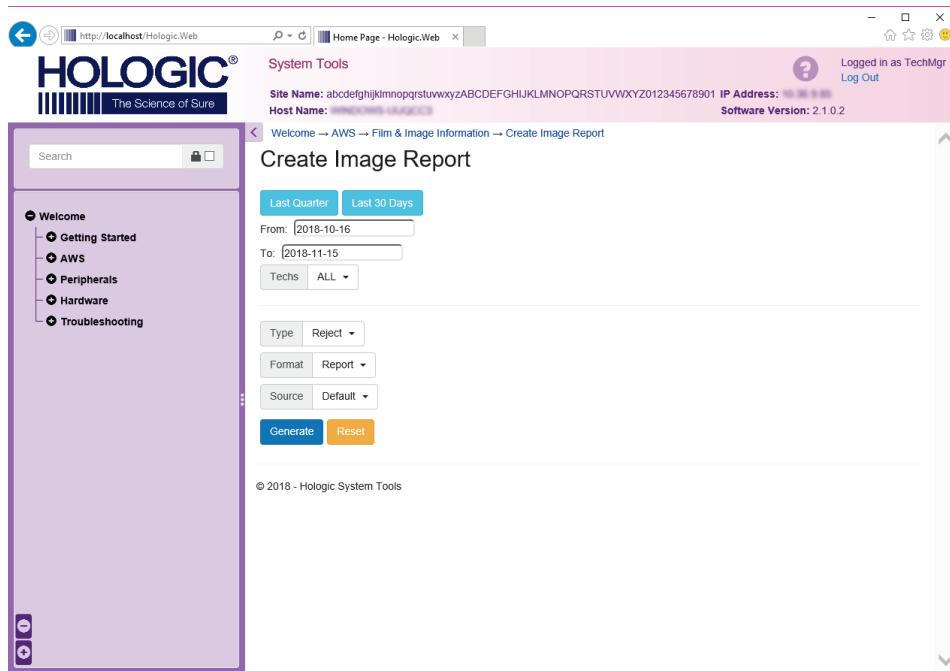 http://localhost/Hologic.Web
Home Page - Hologic.Web
HOLOGIC®
The Science of Sure
System Tools
Logged in as TechMgr
Log Out
Site Name: abcdefghijklmnopqrstuvwxyzABCDEFGHIJKLMNOPQRSTUVWXYZ012345678901 IP Address:
Host Name: Software Version: 2.1.0.2
Welcome → AWS → Film & Image Information → Create Image Report
Search
Create Image Report
Last Quarter Last 30 Days
From: 2018-10-16
To: 2018-11-15
Techs ALL
Type Reject
Format Report
Source Default
Generate Reset
© 2018 - Hologic System Tools
Welcome
Getting Started
AWS
Peripherals
Hardware
Troubleshooting